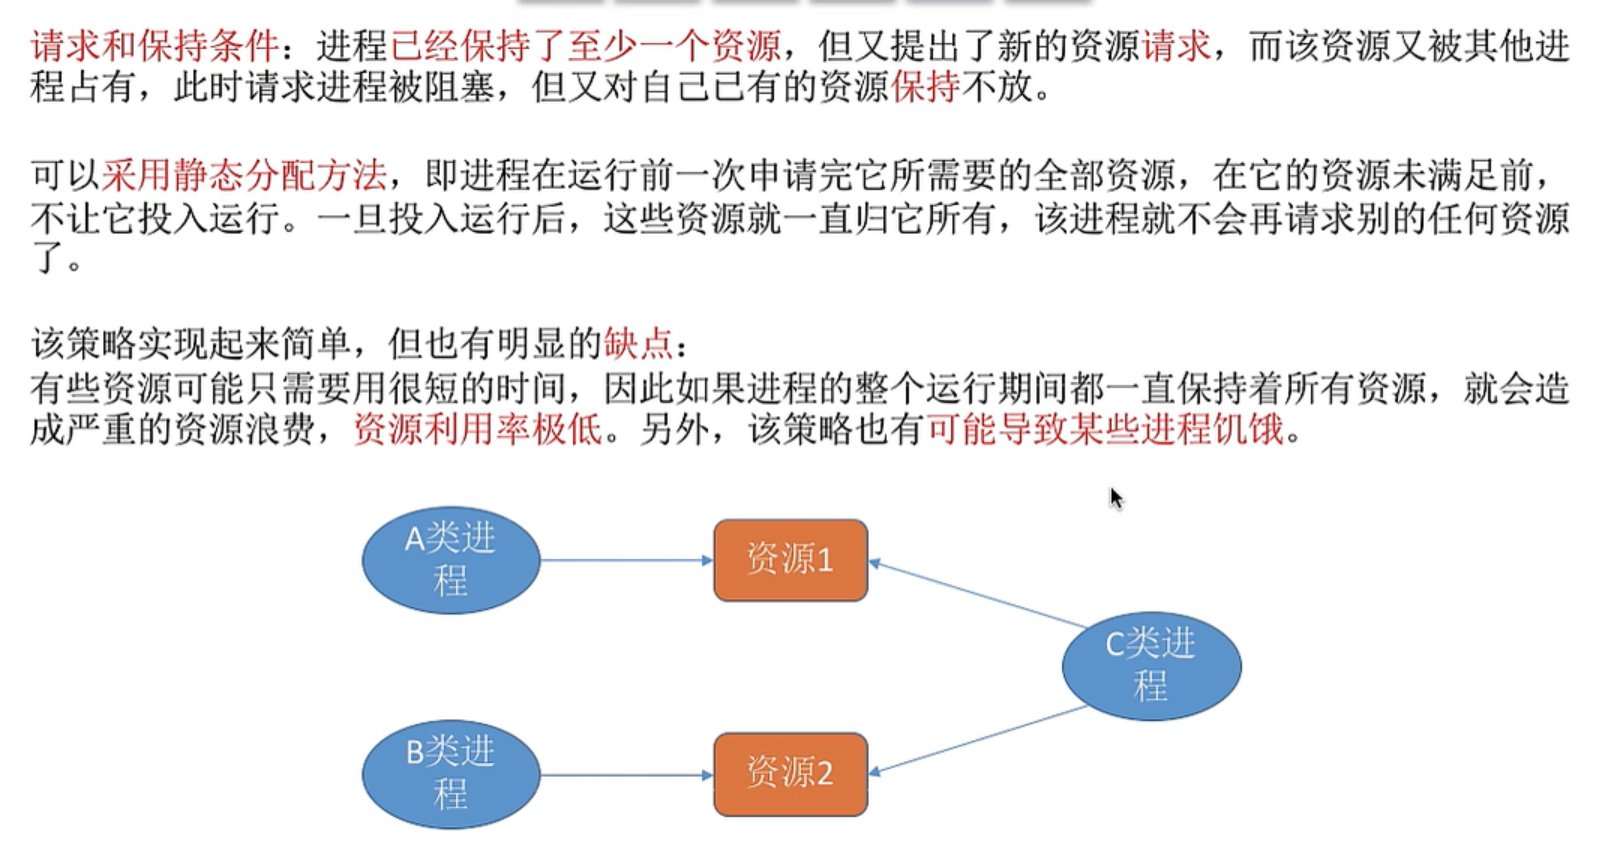 请求和保持条件：进程已经保持了至少一个资源，但又提出了新的资源请求，而该资源又被其他进
程占有，此时请求进程被阻塞，但又对自己已有的资源保持不放。
可以采用静态分配方法，即进程在运行前一次申请完它所需要的全部资源，在它的资源未满足前，
不让它投入运行。一旦投入运行后，这些资源就一直归它所有，该进程就不会再请求别的任何资源
了。
该策略实现起来简单，但也有明显的缺点：
有些资源可能只需要用很短的时间，因此如果进程的整个运行期间都一直保持着所有资源，就会造
成严重的资源浪费，资源利用率极低。另外，该策略也有可能导致某些进程饥饿。
A类进
程
资源1
C类进
程
B类进
程
资源2